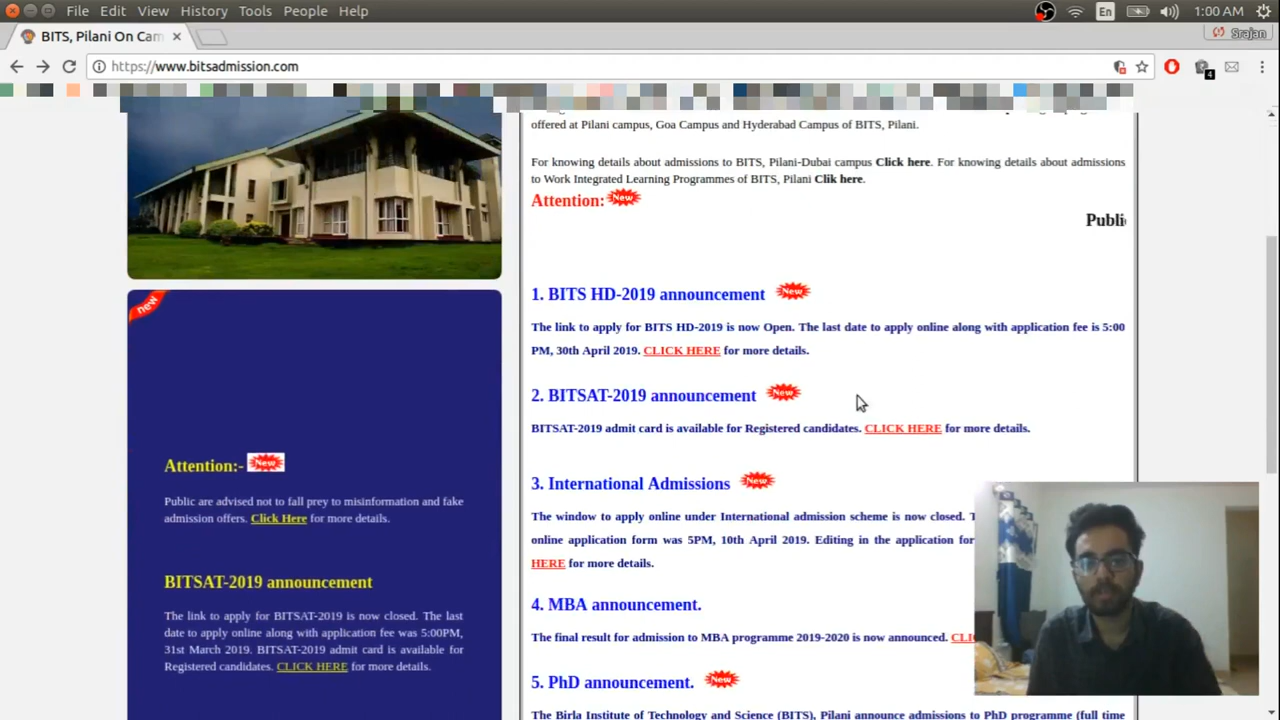 File Edit View History Tools People Help
En
1:00 AM
BITS, Pilani On Cam
Srajan
https://www.bitsadmission.com
4
offered at Pilani campus, Goa Campus and Hyderabad Campus of BITS, Pilani.
For knowing details about admissions to BITS, Pilani-Dubai campus Click here. For knowing details about admissions
to Work Integrated Learning Programmes of BITS, Pilani Clik here.
Attention: New
Public
1. BITS HD-2019 announcement New
The link to apply for BITS HD-2019 is now Open. The last date to apply online along with application fee is 5:00
PM, 30th April 2019. CLICK HERE for more details.
2. BITSAT-2019 announcement New
BITSAT-2019 admit card is available for Registered candidates. CLICK HERE for more details.
3. International Admissions New
The window to apply online under International admission scheme is now closed. T
online application form was 5PM, 10th April 2019. Editing in the application for
HERE for more details.
4. MBA announcement.
The final result for admission to MBA programme 2019-2020 is now announced. CLI
5. PhD announcement. New
The Birla Institute of Technology and Science (BITS), Pilani announce admissions to PhD programme (full time
new
Attention:- New
Public are advised not to fall prey to misinformation and fake
admission offers. Click Here for more details.
BITSAT-2019 announcement
The link to apply for BITSAT-2019 is now closed. The last
date to apply online along with application fee was 5:00PM,
31st March 2019. BITSAT-2019 admit card is available for
Registered candidates. CLICK HERE for more details.